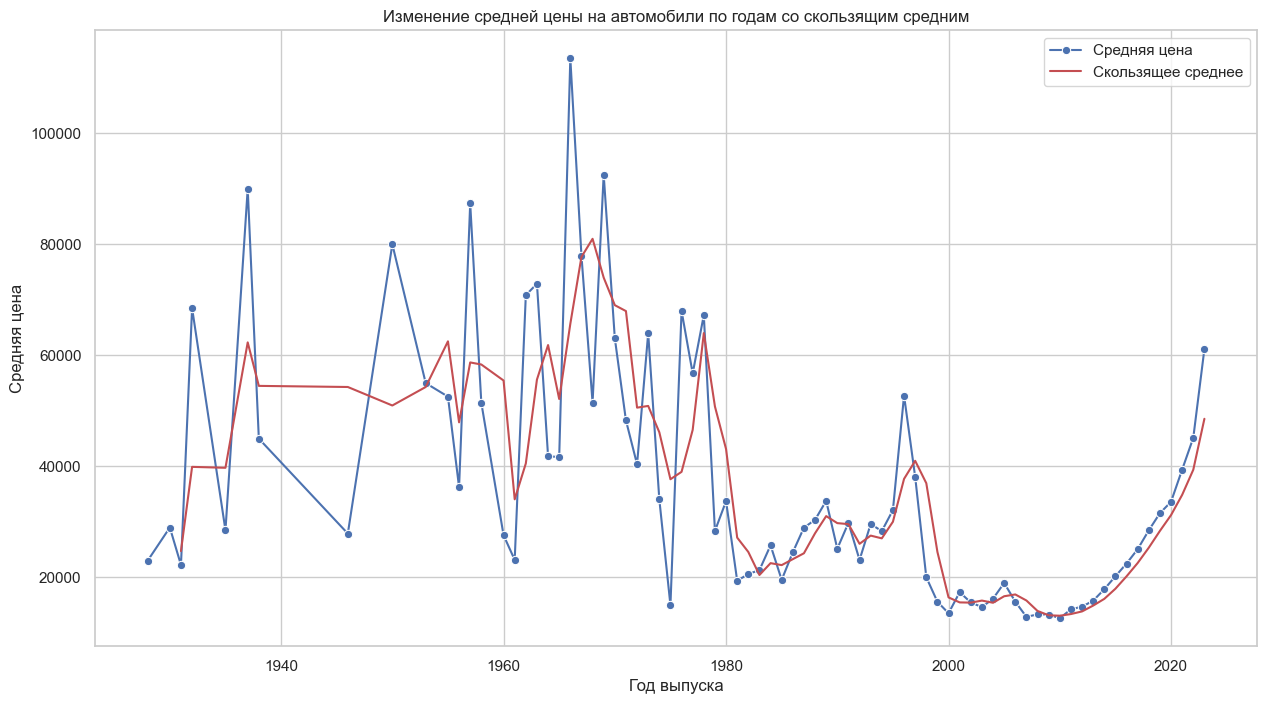 Изменение средней цены на автомобили по годам со скользящим средним
Средняя цена
Скользящее среднее
100000
80000
60000
40000
20000
Средняя цена
1940
1960
1980
2000
2020
Год выпуска